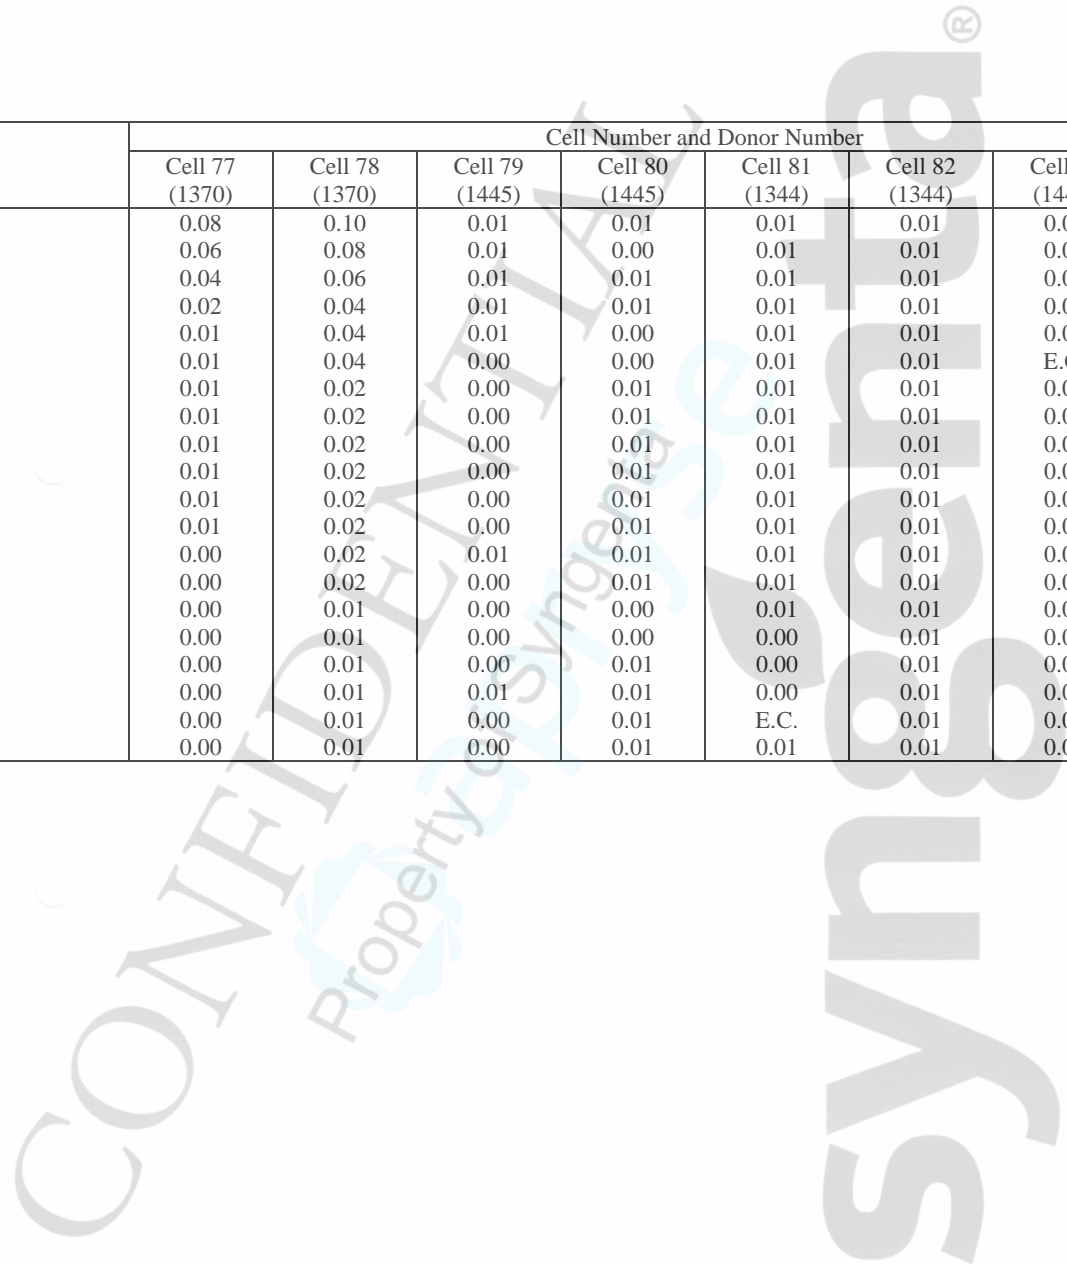 ®
Cell Number and Donor Number
Cell 77 Cell 78 Cell 79 Cell 80 Cell 81 Cell 82 Cell
(1370) (1370) (1445) (1445) (1344) (1344)
0.08 0.10 0.01 0.01 0.01 0.01
0.06 0.08 0.01 0.00 0.01 0.01
0.04 0.06 0.01 0.01 0.01 0.01
0.02 0.04 0.01 0.01 0.01 0.01
0.01 0.04 0.01 0.00 0.01 0.01
0.01 0.04 0.00 0.00 0.01 0.01
0.01 0.02 0.00 0.01 0.01 0.01
0.01 0.02 0.00 0.01 0.01 0.01
0.01 0.02 0.00 0.01 0.01 0.01
0.01 0.02 0.00 0.01 0.01 0.01
0.01 0.02 0.00 0.01 0.01 0.01
0.01 0.02 0.00 0.01 0.01 0.01
0.00 0.02 0.01 0.01 0.01 0.01
0.00 0.02 0.00 0.01 0.01 0.01
0.00 0.01 0.00 0.00 0.01 0.01
0.00 0.01 0.00 0.00 0.00 0.01
0.00 0.01 0.00 0.01 0.00 0.01
0.00 0.01 0.01 0.01 0.00 0.01
0.00 0.01 0.00 0.01 E.C. 0.01
0.00 0.01 0.00 0.01 0.01 0.01
CONFIDENTIAL
Property of Syngenta
apryse
syngenta